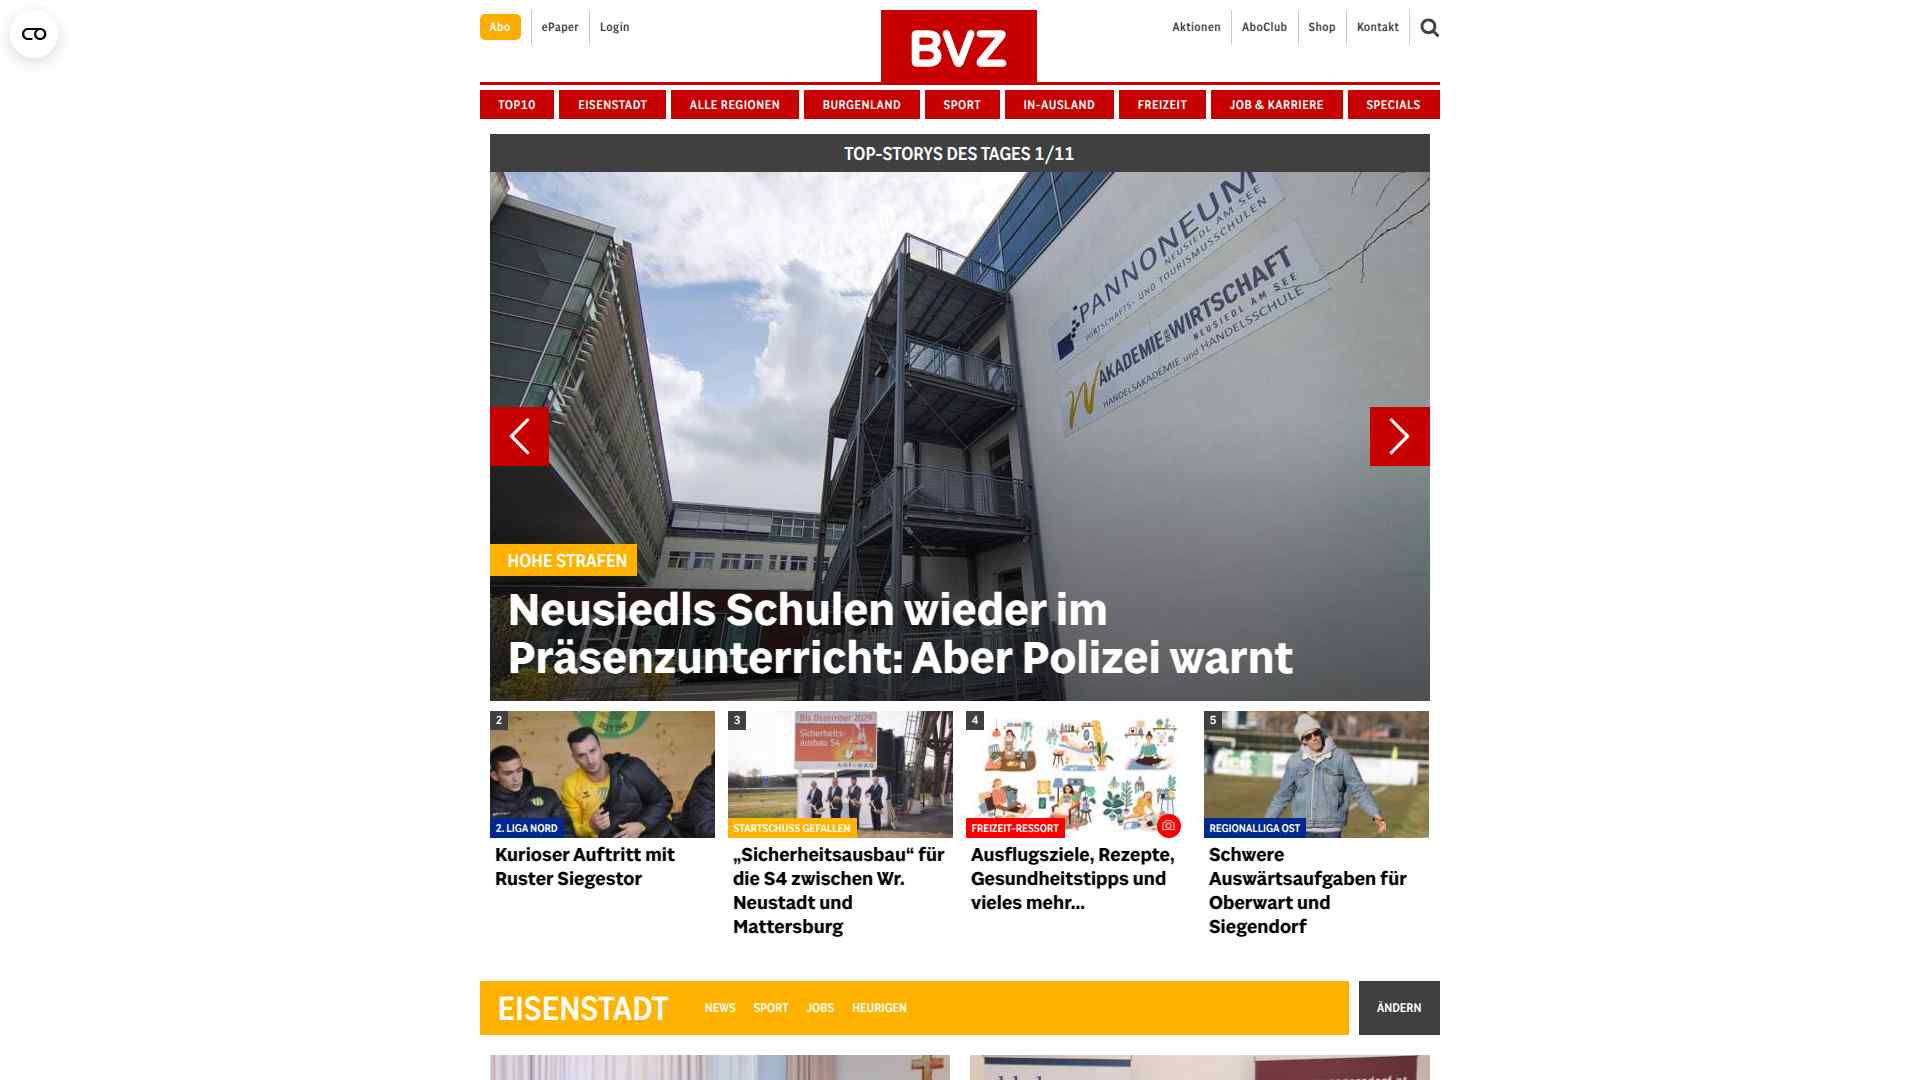 Abo
ePaper
Login
BVZ
Aktionen
AboClub
Shop
Kontakt
TOP10
EISENSTADT
ALLE REGIONEN
BURGENLAND
SPORT
IN-AUSLAND
FREIZEIT
JOB & KARRIERE
SPECIALS
TOP-STORYS DES TAGES 1/11
PANNONEUM
NEUSIEDL AM SEE
WIRTSCHAFTS- UND TOURISMUSSCHULEN
AKADEMIE DER WIRTSCHAFT
NEUSIEDL AM SEE
HANDELSAKADEMIE und HANDELSSCHULE
HOHE STRAFEN
Neusiedls Schulen wieder im
Präsenzunterricht: Aber Polizei warnt
2
2. LIGA NORD
Kurioser Auftritt mit
Ruster Siegestor
3
Bis Dezember 2029
Sicherheits-
ausbau S4
ASFINAG
STARTSCHUSS GEFALLEN
„Sicherheitsausbau“ für
die S4 zwischen Wr.
Neustadt und
Mattersburg
4
FREIZEIT-RESSORT
Ausflugsziele, Rezepte,
Gesundheitstipps und
vieles mehr...
5
REGIONALLIGA OST
Schwere
Auswärtsaufgaben für
Oberwart und
Siegendorf
EISENSTADT
NEWS
SPORT
JOBS
HEURIGEN
ÄNDERN